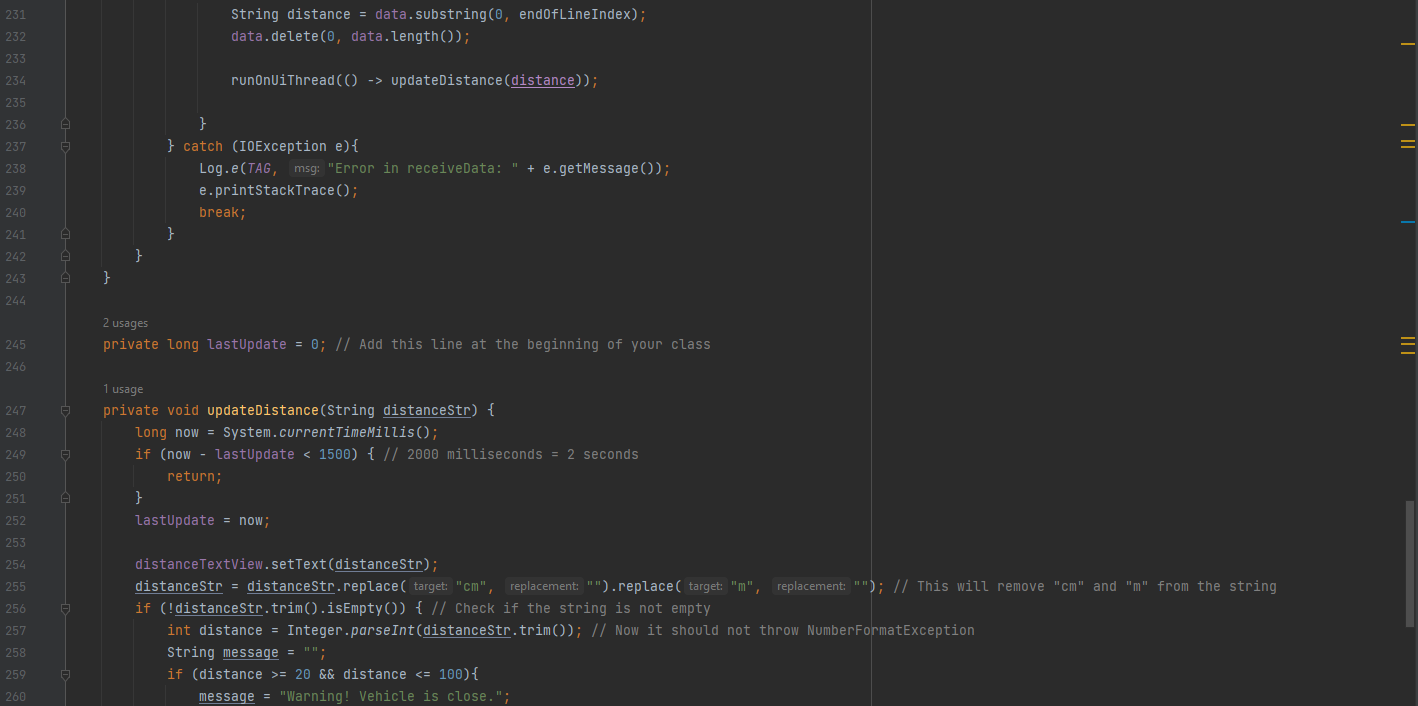 231 String distance = data.substring(0, endOfLineIndex);
232 data.delete(0, data.length());
233
234 runOnUiThread(() -> updateDistance(distance));
235
236 }
237 } catch (IOException e){
238 Log.e(TAG, msg: "Error in receiveData: " + e.getMessage());
239 e.printStackTrace();
240 break;
241 }
242 }
243 }
244
2 usages
245 private long lastUpdate = 0; // Add this line at the beginning of your class
246
1 usage
247 private void updateDistance(String distanceStr) {
248 long now = System.currentTimeMillis();
249 if (now - lastUpdate < 1500) { // 2000 milliseconds = 2 seconds
250 return;
251 }
252 lastUpdate = now;
253
254 distanceTextView.setText(distanceStr);
255 distanceStr = distanceStr.replace( target: "cm", replacement: "").replace( target: "m", replacement: ""); // This will remove "cm" and "m" from the string
256 if (!distanceStr.trim().isEmpty()) { // Check if the string is not empty
257 int distance = Integer.parseInt(distanceStr.trim()); // Now it should not throw NumberFormatException
258 String message = "";
259 if (distance >= 20 && distance <= 100){
260 message = "Warning! Vehicle is close.";